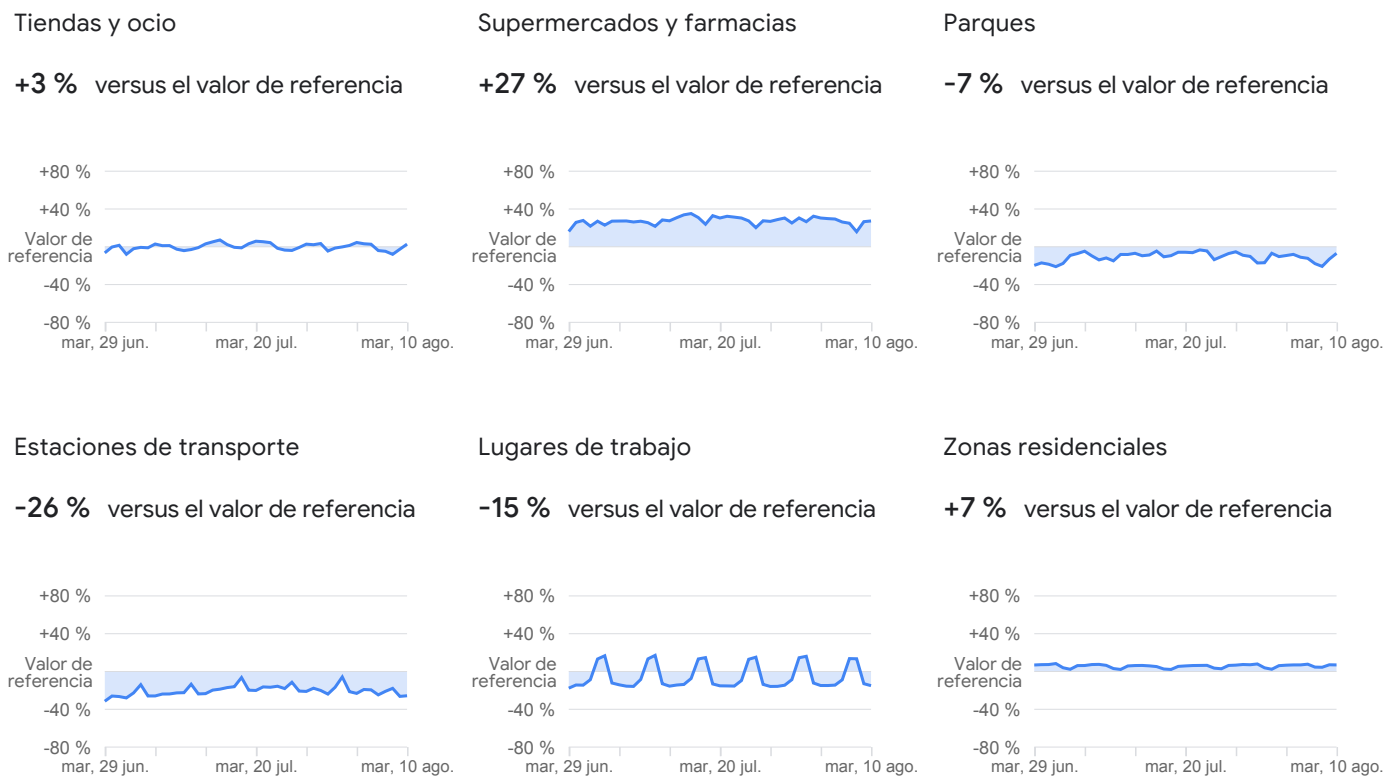 Tiendas y ocio
+3 % versus el valor de referencia
+80 %
+40 %
Valor de
referencia
-40 %
-80 %
mar, 29 jun. mar, 20 jul. mar, 10 ago.
Supermercados y farmacias
+27 % versus el valor de referencia
+80 %
+40 %
Valor de
referencia
-40 %
-80 %
mar, 29 jun. mar, 20 jul. mar, 10 ago.
Parques
-7 % versus el valor de referencia
+80 %
+40 %
Valor de
referencia
-40 %
-80 %
mar, 29 jun. mar, 20 jul. mar, 10 ago.
Estaciones de transporte
-26 % versus el valor de referencia
+80 %
+40 %
Valor de
referencia
-40 %
-80 %
mar, 29 jun. mar, 20 jul. mar, 10 ago.
Lugares de trabajo
-15 % versus el valor de referencia
+80 %
+40 %
Valor de
referencia
-40 %
-80 %
mar, 29 jun. mar, 20 jul. mar, 10 ago.
Zonas residenciales
+7 % versus el valor de referencia
+80 %
+40 %
Valor de
referencia
-40 %
-80 %
mar, 29 jun. mar, 20 jul. mar, 10 ago.